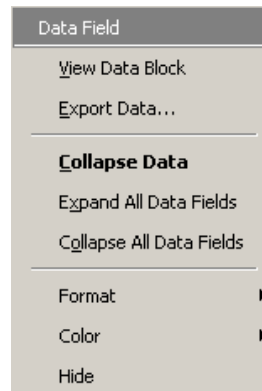 Data Field
View Data Block
Export Data...
Collapse Data
Expand All Data Fields
Collapse All Data Fields
Format
Color
Hide